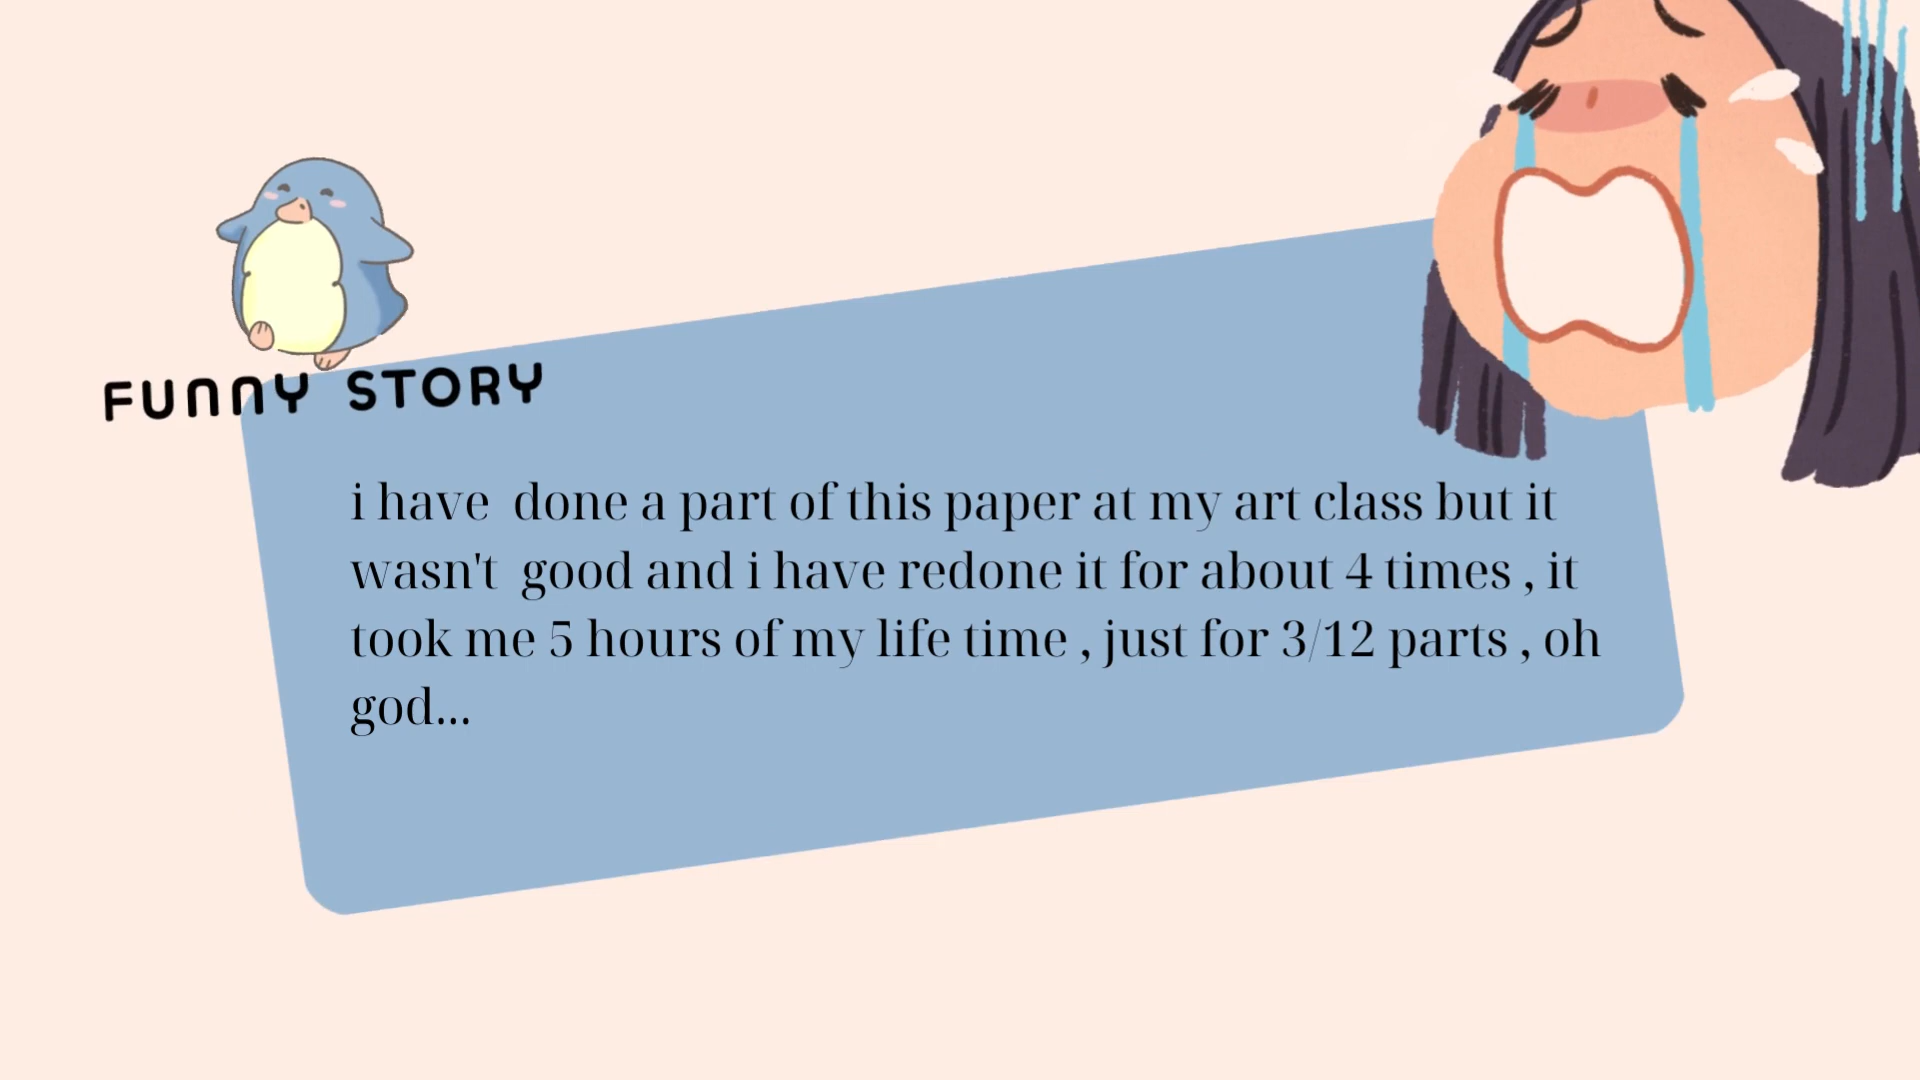 FUNNY STORY
i have  done a part of this paper at my art class but it
wasn't  good and i have redone it for about 4 times , it
took me 5 hours of my life time , just for 3/12 parts , oh
god...